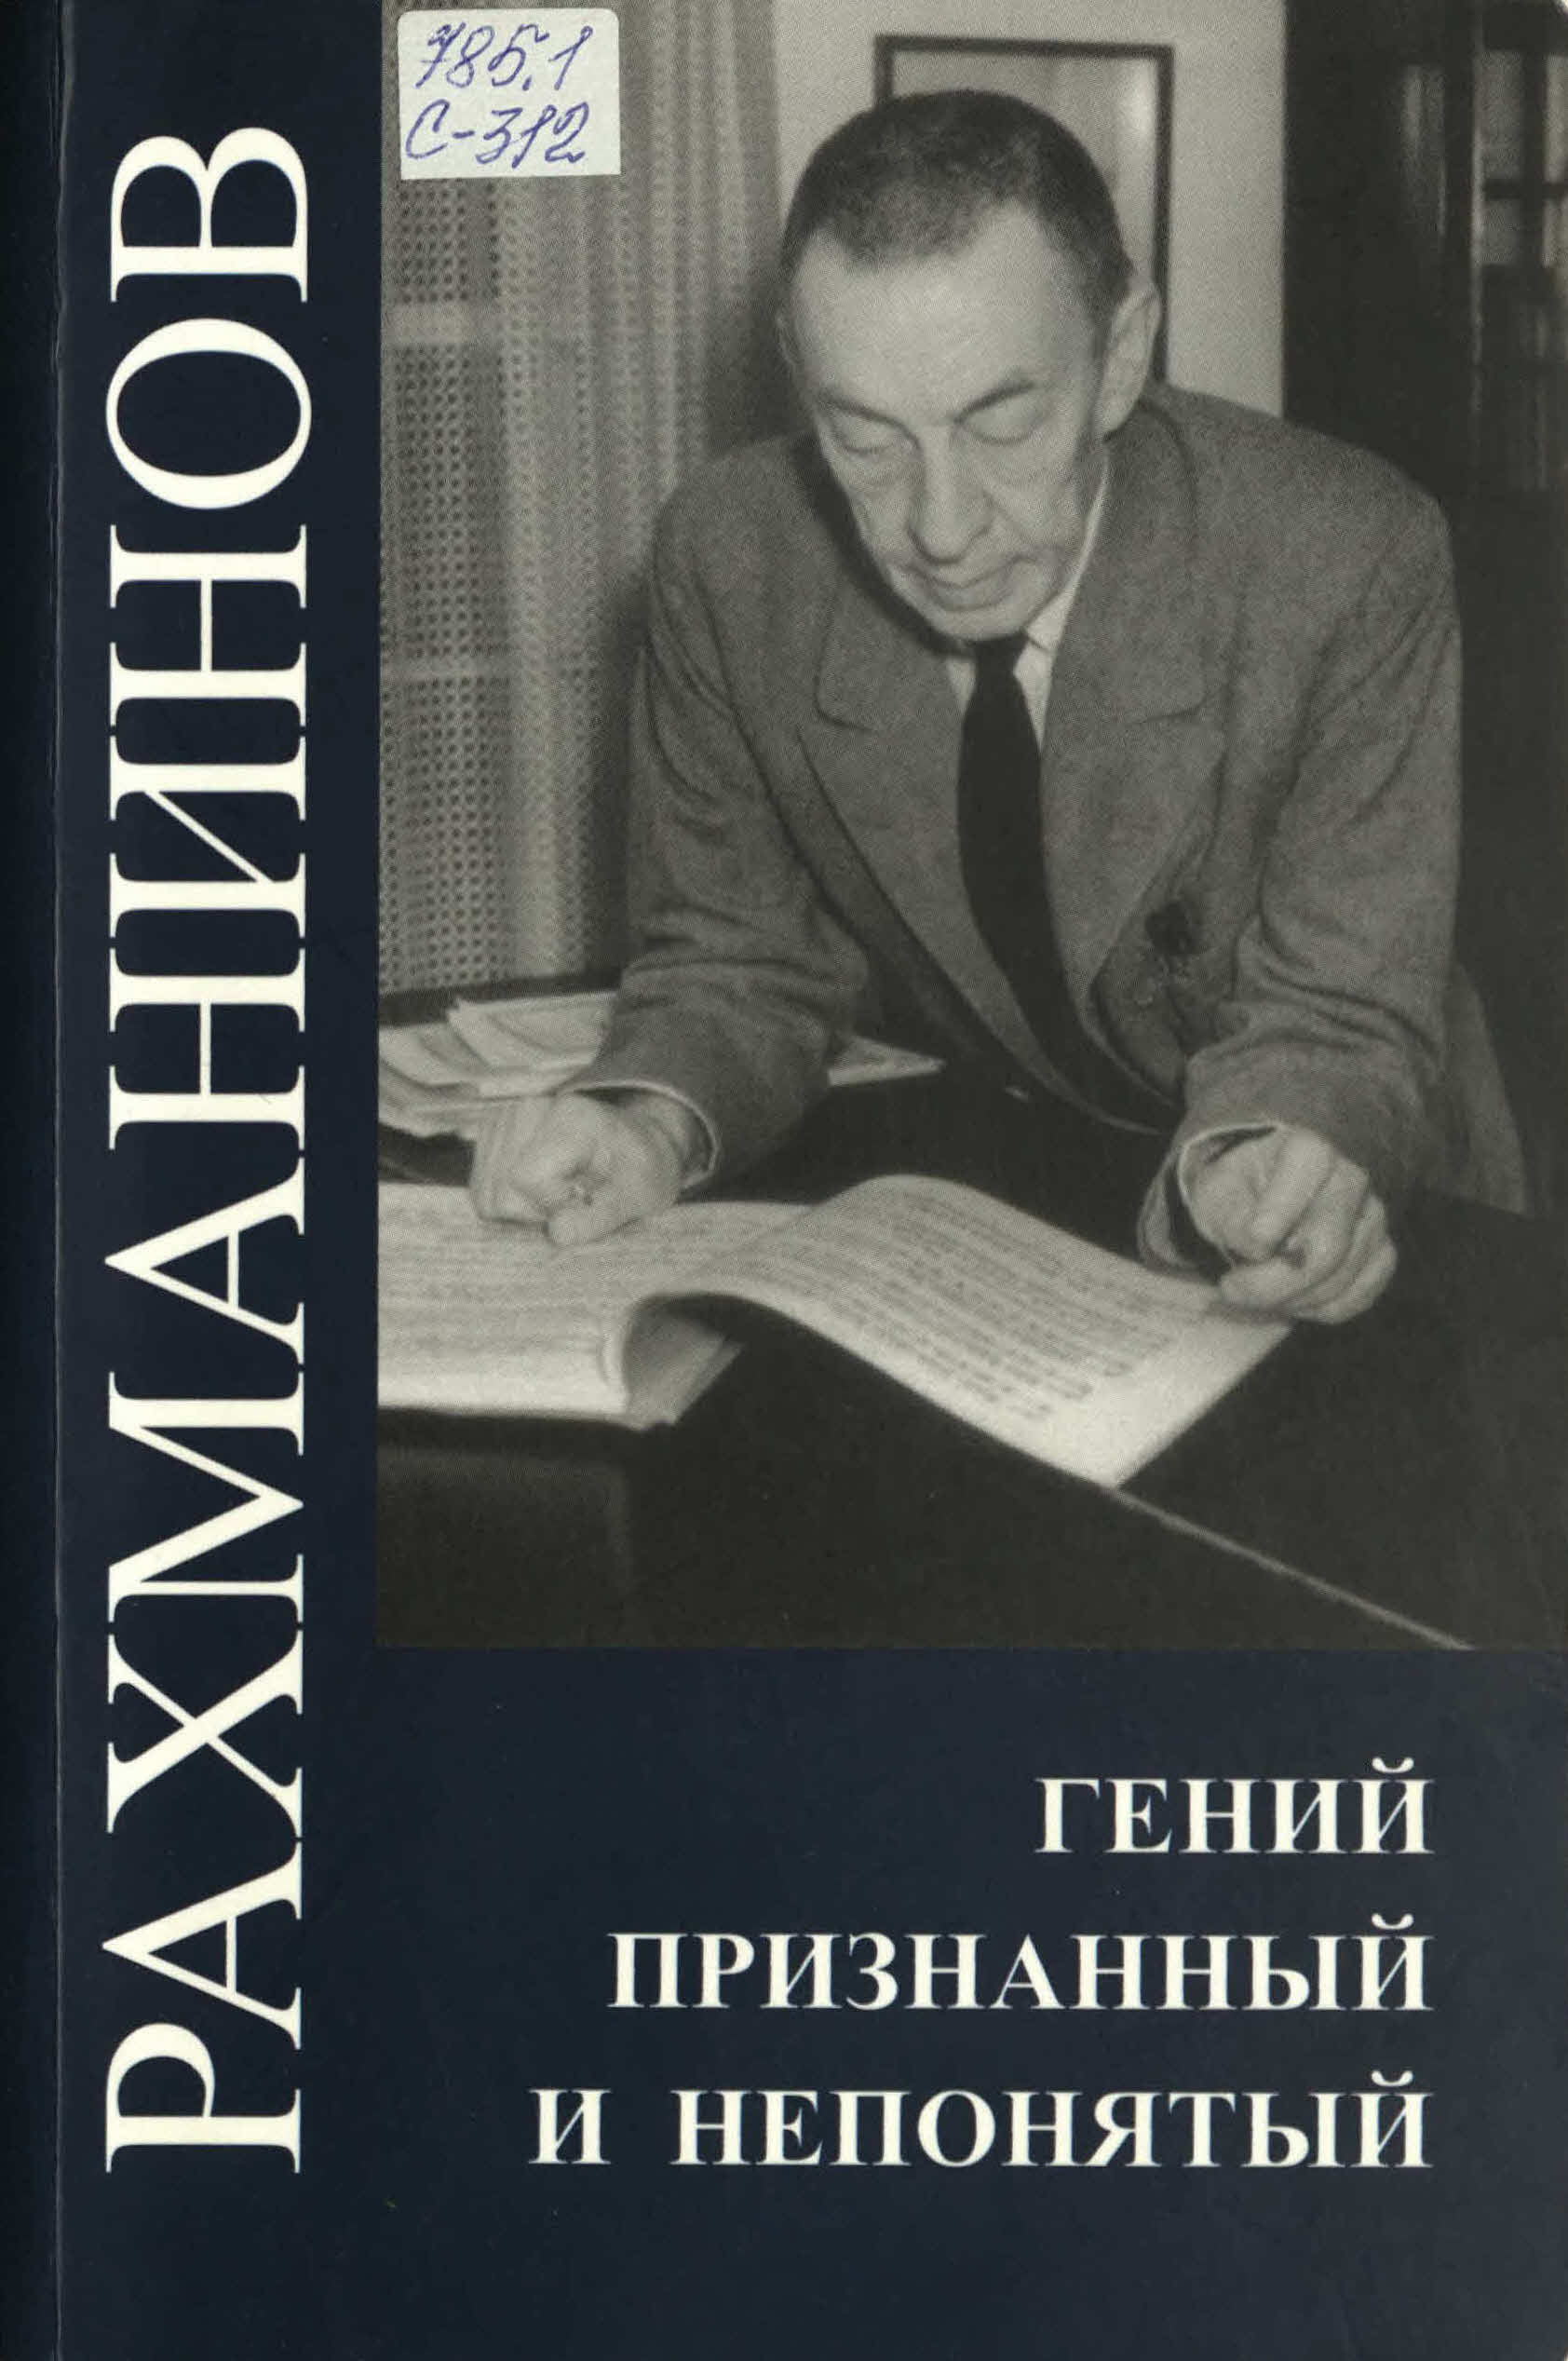 785.1
С-312
РАХМАНИНОВ
ГЕНИЙ
ПРИЗНАННЫЙ
И НЕПОНЯТЫЙ